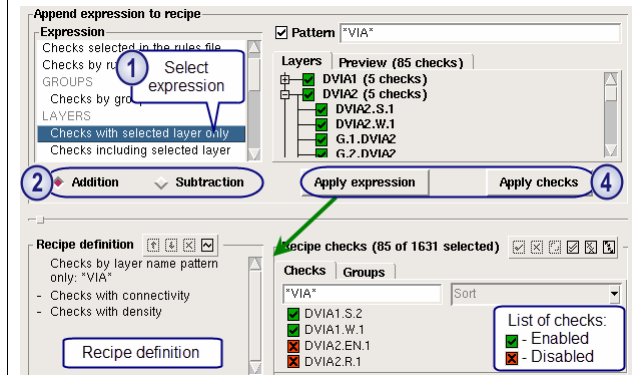 Append expression to recipe
Expression
Checks selected in the rules file
Checks by ru
GROUPS
Checks by gro
LAYERS
Checks with selected layer only
Checks including selected layer
1 Select expression
2 Addition Subtraction
Pattern *VIA*
Layers Preview (85 checks)
DVIA1 (5 checks)
DVIA2 (5 checks)
DVIA2.S.1
DVIA2.W.1
G.1.DVIA2
G.2.DVIA2
Apply expression Apply checks 4
Recipe definition
Checks by layer name pattern
only: *VIA*
- Checks with connectivity
- Checks with density
Recipe definition
Recipe checks (85 of 1631 selected)
Checks Groups
*VIA* Sort
DVIA1.S.2
DVIA1.W.1
DVIA2.EN.1
DVIA2.R.1
List of checks:
- Enabled
- Disabled